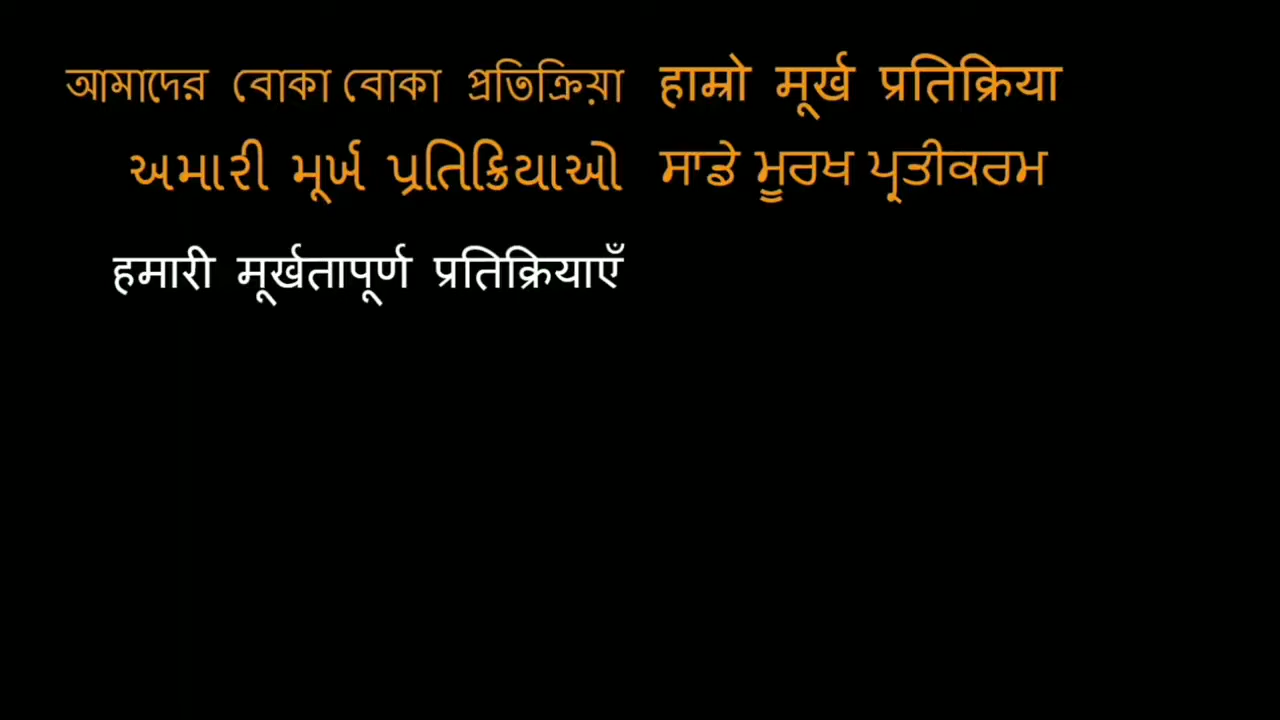 আমাদের বোকা বোকা প্রতিক্রিয়া हाम्रो मूर्ख प्रतिक्रिया
અમારી મૂર્ખ પ્રતિક્રિયાઓ ਸਾਡੇ ਮੂਰਖ ਪ੍ਰਤੀਕਰਮ
हमारी मूर्खतापूर्ण प्रतिक्रियाएँ